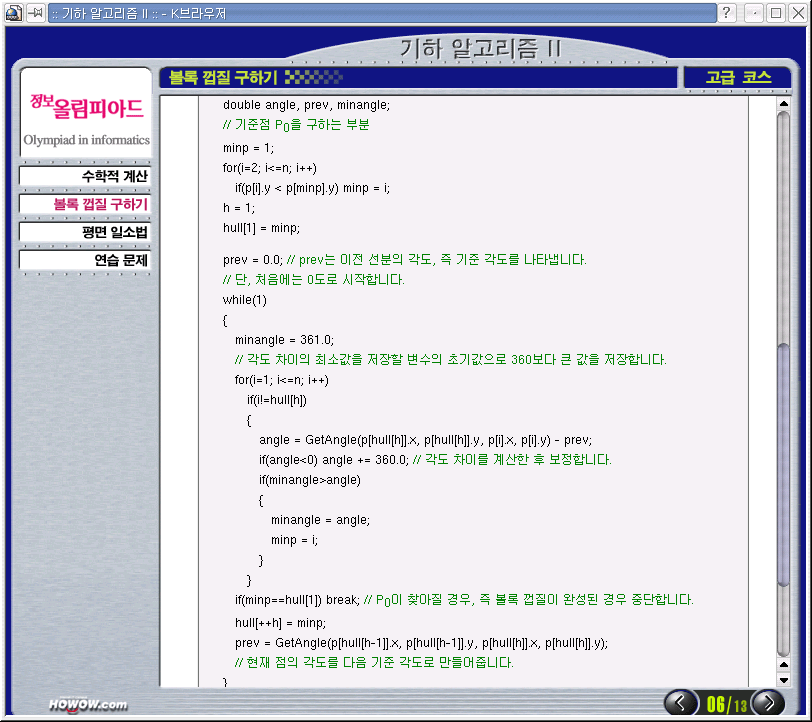 :: 기하 알고리즘 II :: - K브라우저
기하 알고리즘 II
정보올림피아드
Olympiad in informatics
수학적 계산
볼록 껍질 구하기
평면 일소법
연습 문제
볼록 껍질 구하기
고급 코스
double angle, prev, minangle;
// 기준점 P0을 구하는 부분
minp = 1;
for(i=2; i<=n; i++)
if(p[i].y < p[minp].y) minp = i;
h = 1;
hull[1] = minp;
prev = 0.0; // prev는 이전 선분의 각도, 즉 기준 각도를 나타냅니다.
// 단, 처음에는 0도로 시작합니다.
while(1)
{
minangle = 361.0;
// 각도 차이의 최소값을 저장할 변수의 초기값으로 360보다 큰 값을 저장합니다.
for(i=1; i<=n; i++)
if(i!=hull[h])
{
angle = GetAngle(p[hull[h]].x, p[hull[h]].y, p[i].x, p[i].y) - prev;
if(angle<0) angle += 360.0; // 각도 차이를 계산한 후 보정합니다.
if(minangle>angle)
{
minangle = angle;
minp = i;
}
}
if(minp==hull[1]) break; // P0이 찾아질 경우, 즉 볼록 껍질이 완성된 경우 중단합니다.
hull[++h] = minp;
prev = GetAngle(p[hull[h-1]].x, p[hull[h-1]].y, p[hull[h]].x, p[hull[h]].y);
// 현재 점의 각도를 다음 기준 각도로 만들어줍니다.
}
HOWOW.com
06/13